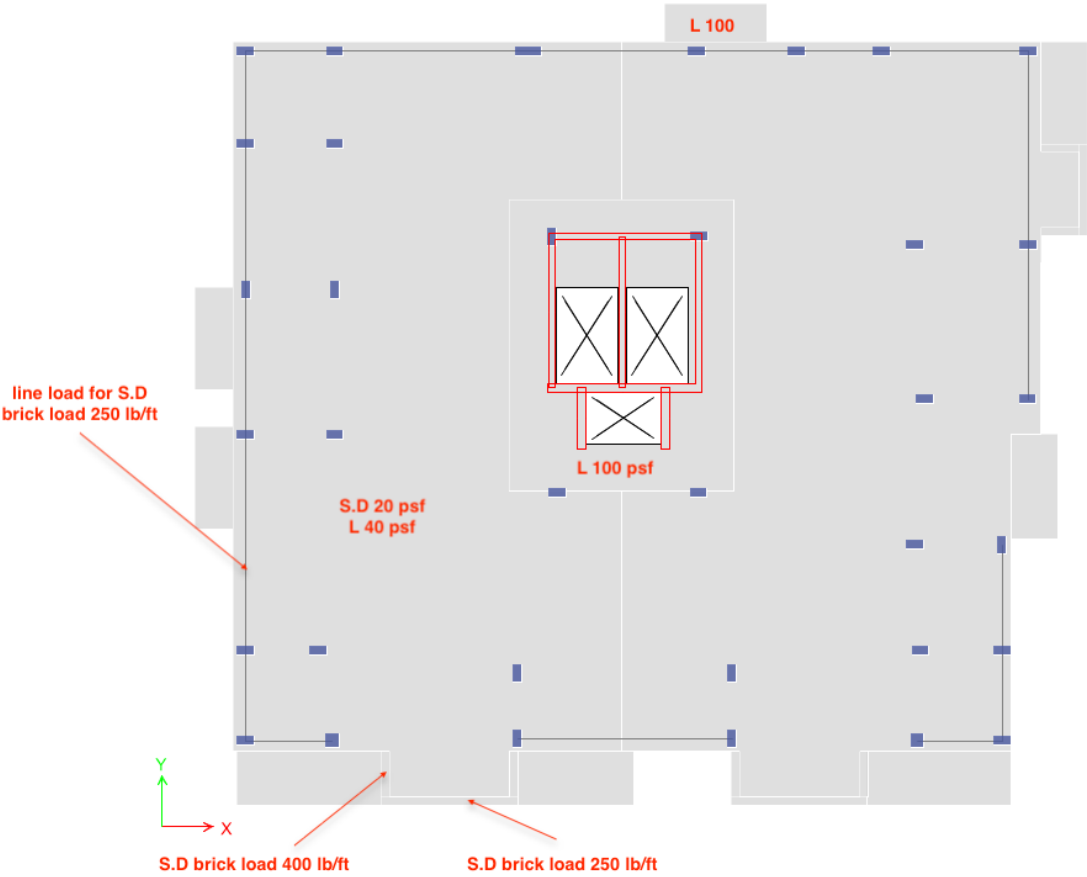 L 100
line load for S.D
brick load 250 lb/ft
L 100 psf
S.D 20 psf
L 40 psf
Y
X
S.D brick load 400 lb/ft
S.D brick load 250 lb/ft